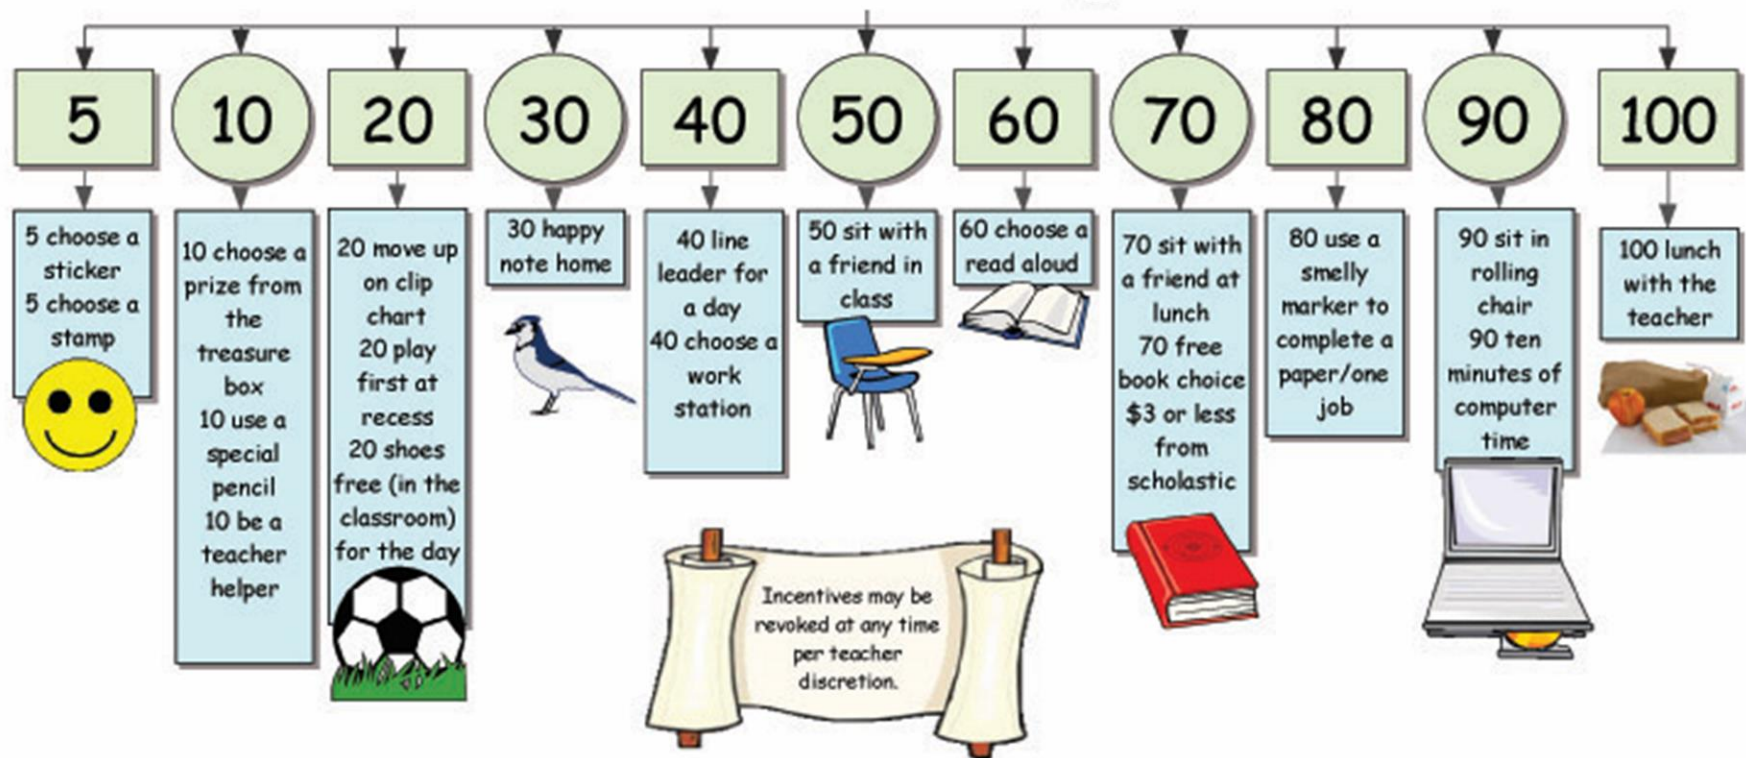 5
10
20
30
40
50
60
70
80
90
100
5 choose a
sticker
5 choose a
stamp
10 choose a
prize from
the
treasure
box
10 use a
special
pencil
10 be a
teacher
helper
20 move up
on clip
chart
20 play
first at
recess
20 shoes
free (in the
classroom)
for the day
30 happy
note home
40 line
leader for
a day
40 choose a
work
station
50 sit with
a friend in
class
60 choose a
read aloud
70 sit with
a friend at
lunch
70 free
book choice
$3 or less
from
scholastic
80 use a
smelly
marker to
complete a
paper/one
job
90 sit in
rolling
chair
90 ten
minutes of
computer
time
100 lunch
with the
teacher
Incentives may be
revoked at any time
per teacher
discretion.